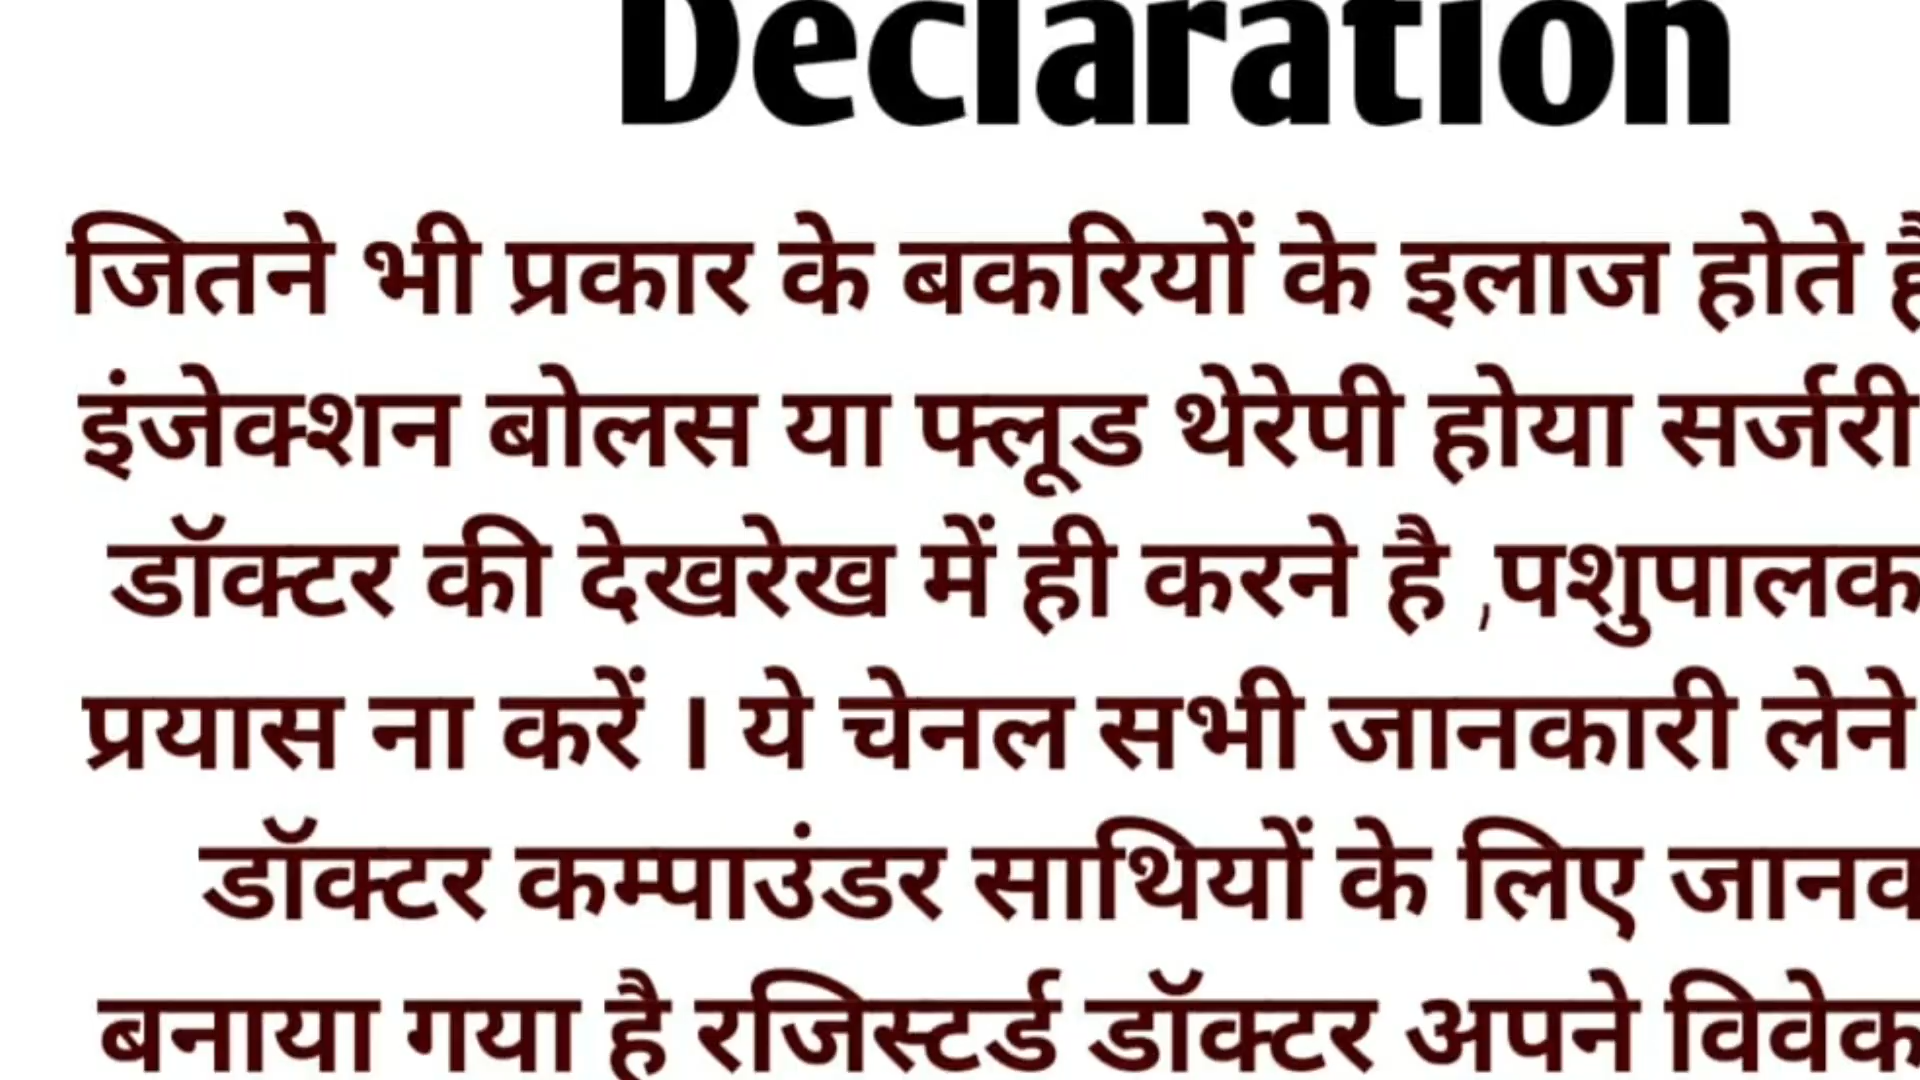 Declaration
जितने भी प्रकार के बकरियों के इलाज होते
इंजेक्शन बोलस या फ्लूड थेरेपी होया सर्जरी
डॉक्टर की देखरेख में ही करने है ,पशुपालक
प्रयास ना करें । ये चेनल सभी जानकारी लेने
डॉक्टर कम्पाउंडर साथियों के लिए
बनाया गया है रजिस्टर्ड डॉक्टर अपने